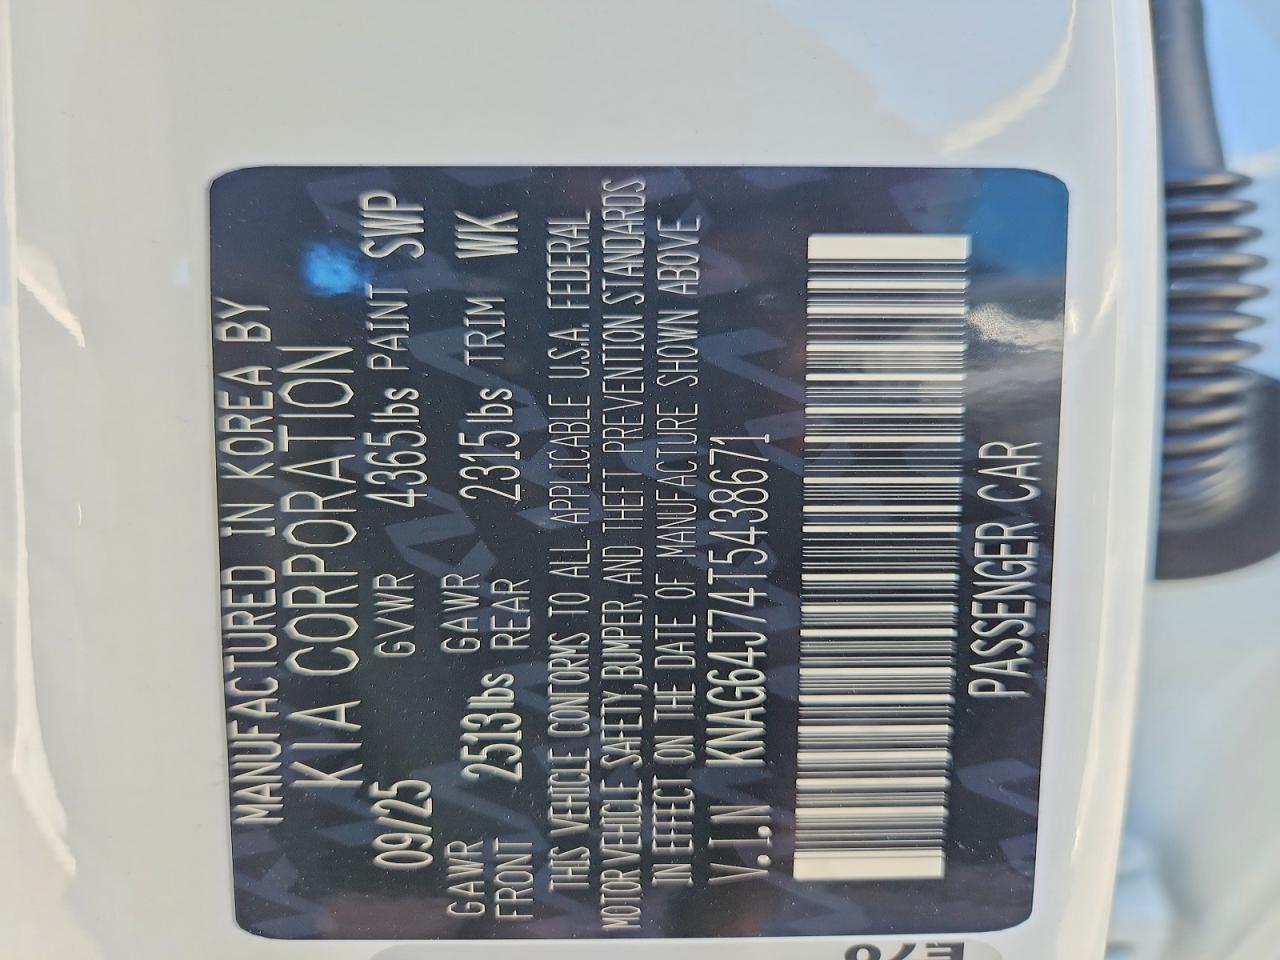 MANUFACTURED IN KOREA BY
KIA CORPORATION
09/25 GVWR 4365lbs PAINT SWP
GAWR FRONT 2513lbs GAWR REAR 2315lbs TRIM WK
THIS VEHICLE CONFORMS TO ALL APPLICABLE U.S.A. FEDERAL
MOTOR VEHICLE SAFETY, BUMPER, AND THEFT PREVENTION STANDARDS
IN EFFECT ON THE DATE OF MANUFACTURE SHOWN ABOVE
V.I.N KNAG64J74T5438671
PASSENGER CAR